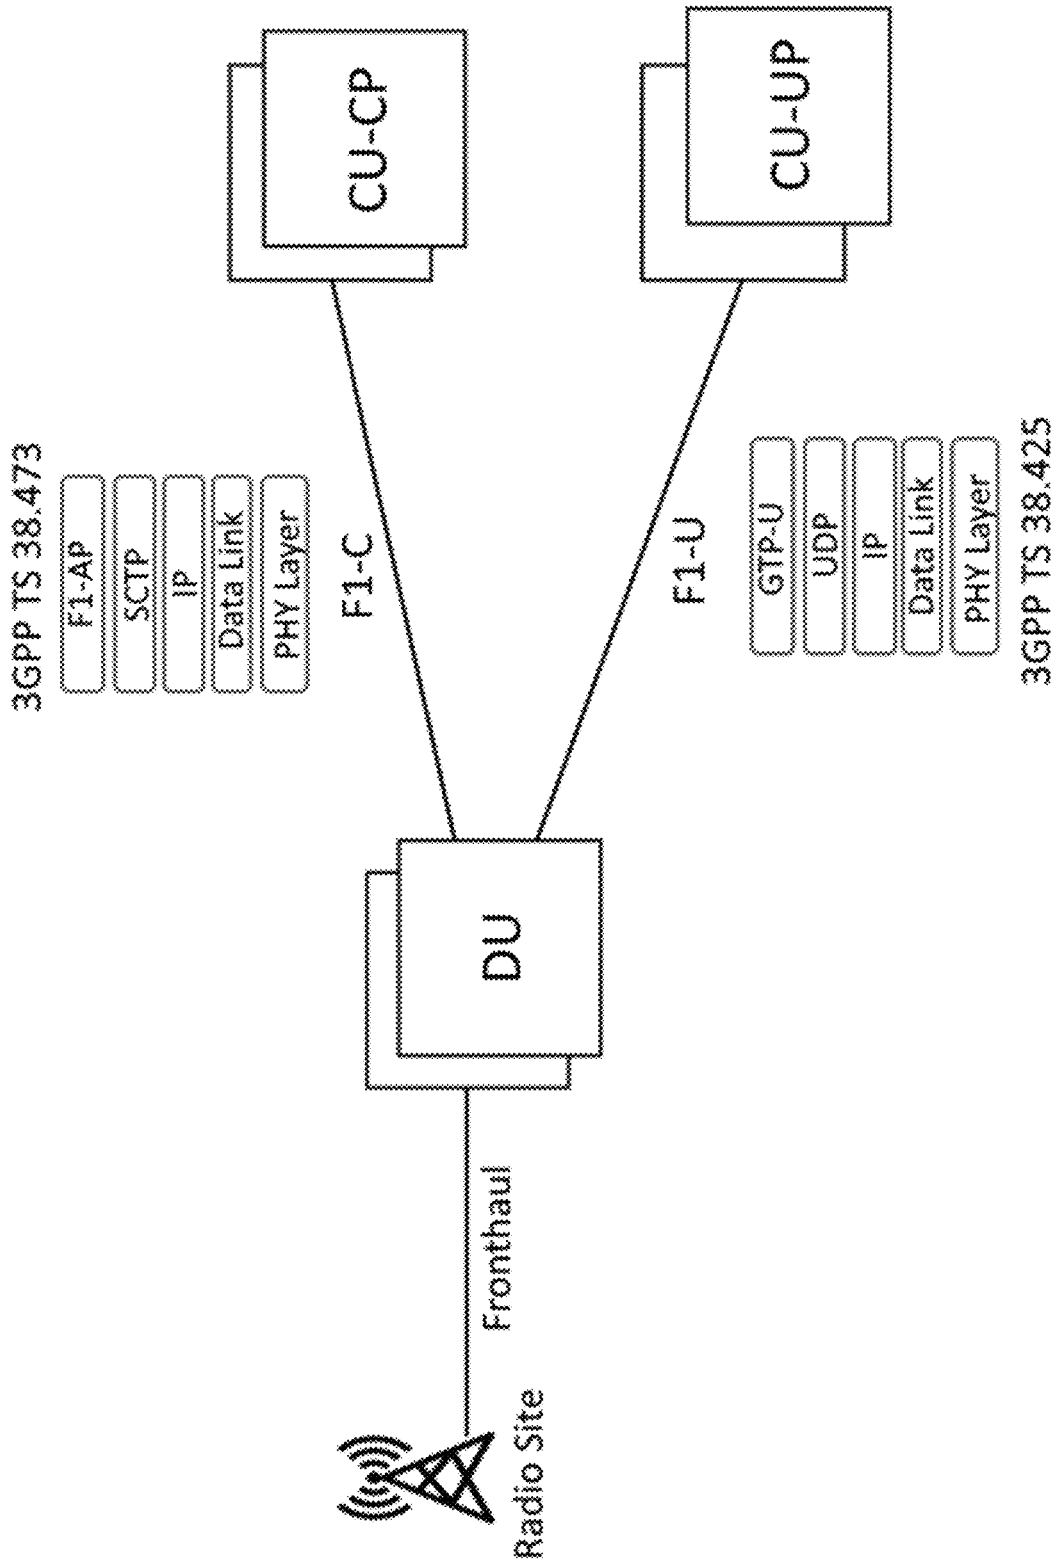 3GPP TS 38.473
F1-AP
SCTP
IP
Data Link
PHY Layer
F1-C
CU-CP
Radio Site
Fronthaul
DU
F1-U
CU-UP
GTP-U
UDP
IP
Data Link
PHY Layer
3GPP TS 38.425